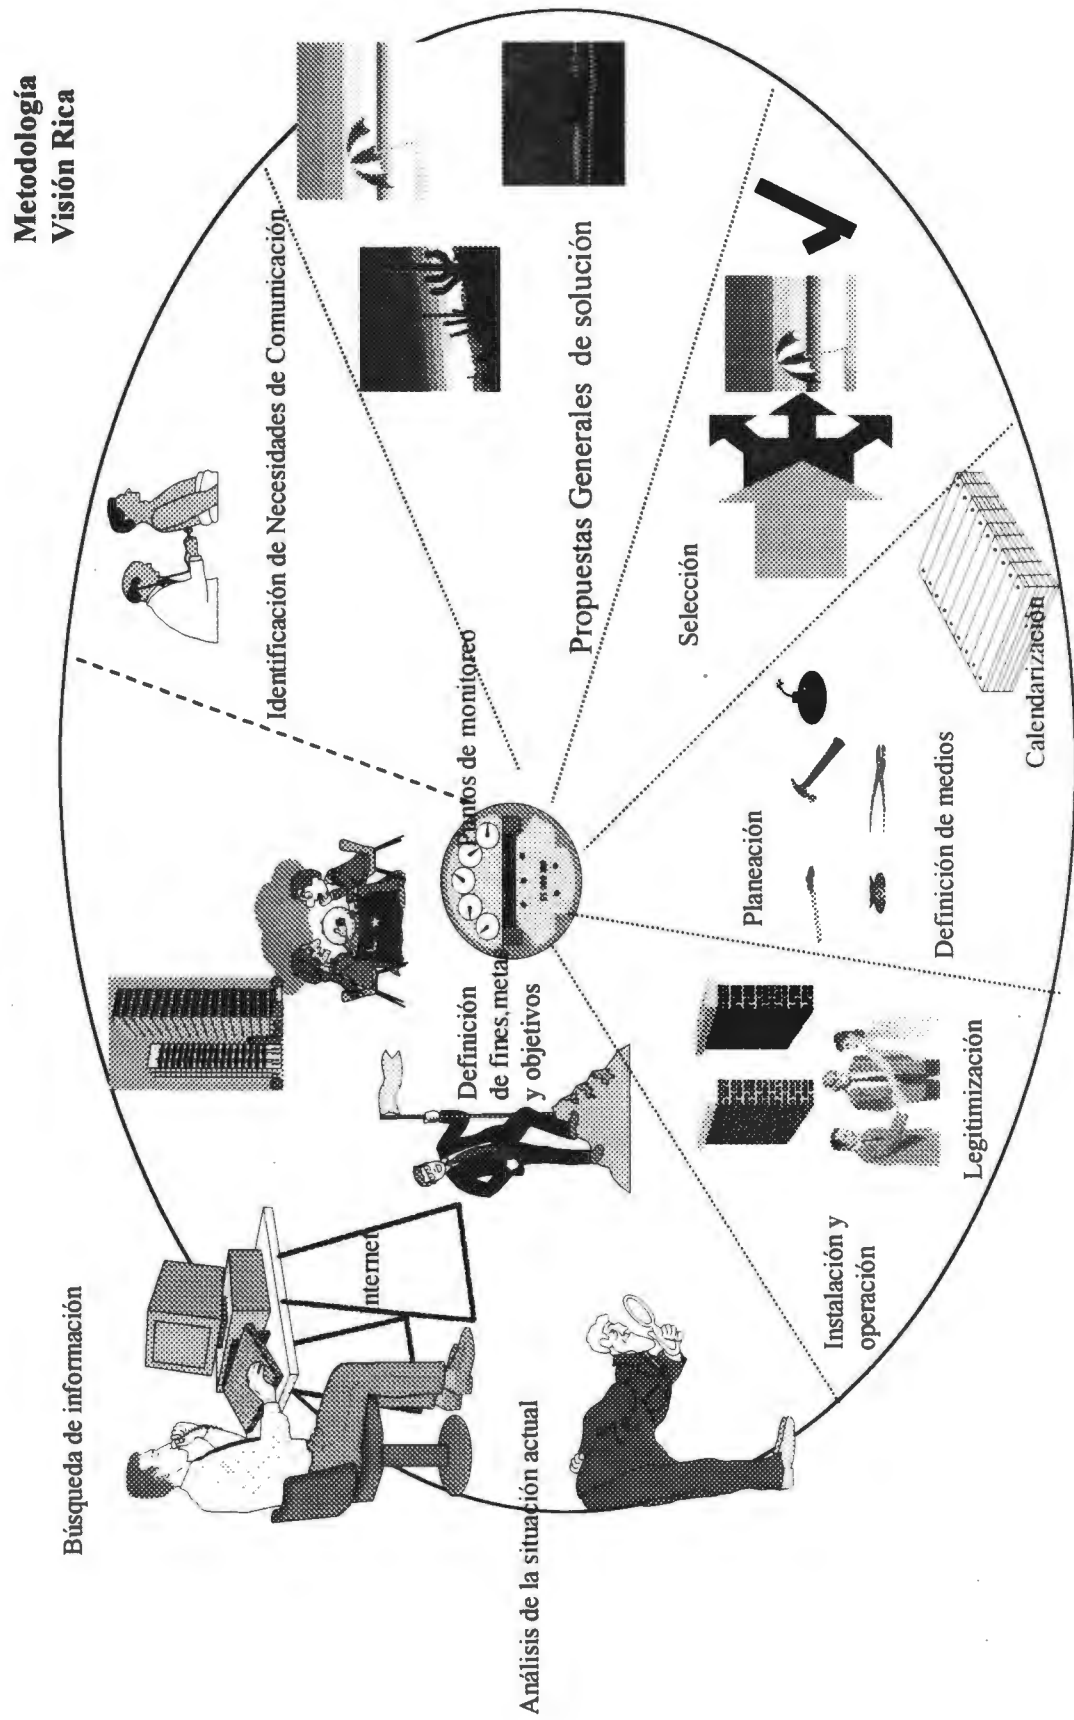 Metodología
Visión Rica
Búsqueda de información
Internet
Análisis de la situación actual
Definición
de fines, metas
y objetivos
Puntos de monitoreo
Identificación de Necesidades de Comunicación
Propuestas Generales de solución
Selección
Planeación
Definición de medios
Calendarización
Legitimización
Instalación y
operación